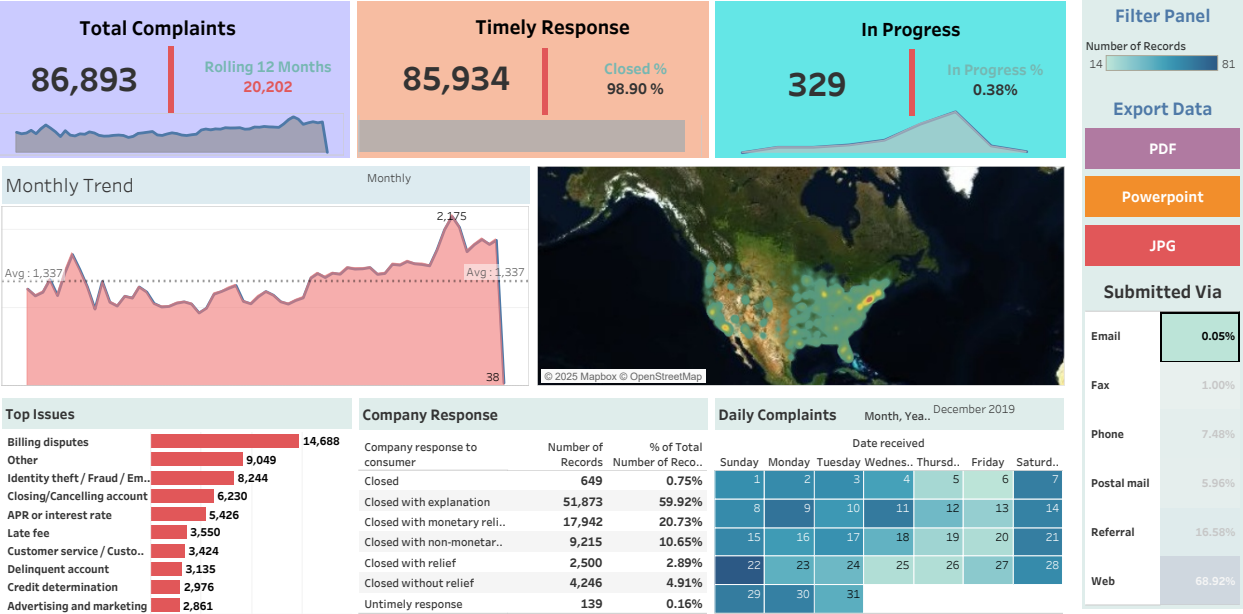 Total Complaints
86,893
Rolling 12 Months
20,202
Timely Response
85,934
Closed %
98.90 %
In Progress
329
In Progress %
0.38%
Filter Panel
Number of Records
14 81
Export Data
PDF
Powerpoint
JPG
Monthly Trend
Monthly
2,175
Avg : 1,337
Avg : 1,337
38
© 2025 Mapbox © OpenStreetMap
Submitted Via
Email 0.05%
Fax 1.00%
Phone 7.48%
Postal mail 5.96%
Referral 16.58%
Web 68.92%
Top Issues
Billing disputes 14,688
Other 9,049
Identity theft / Fraud / Em.. 8,244
Closing/Cancelling account 6,230
APR or interest rate 5,426
Late fee 3,550
Customer service / Custo.. 3,424
Delinquent account 3,135
Credit determination 2,976
Advertising and marketing 2,861
Company Response
Company response to
consumer
Number of
Records
% of Total
Number of Reco..
Closed 649 0.75%
Closed with explanation 51,873 59.92%
Closed with monetary reli.. 17,942 20.73%
Closed with non-monetar.. 9,215 10.65%
Closed with relief 2,500 2.89%
Closed without relief 4,246 4.91%
Untimely response 139 0.16%
Daily Complaints
Month, Yea.. December 2019
Date received
Sunday Monday Tuesday Wednes.. Thursd.. Friday Saturd..
1 2 3 4 5 6 7
8 9 10 11 12 13 14
15 16 17 18 19 20 21
22 23 24 25 26 27 28
29 30 31